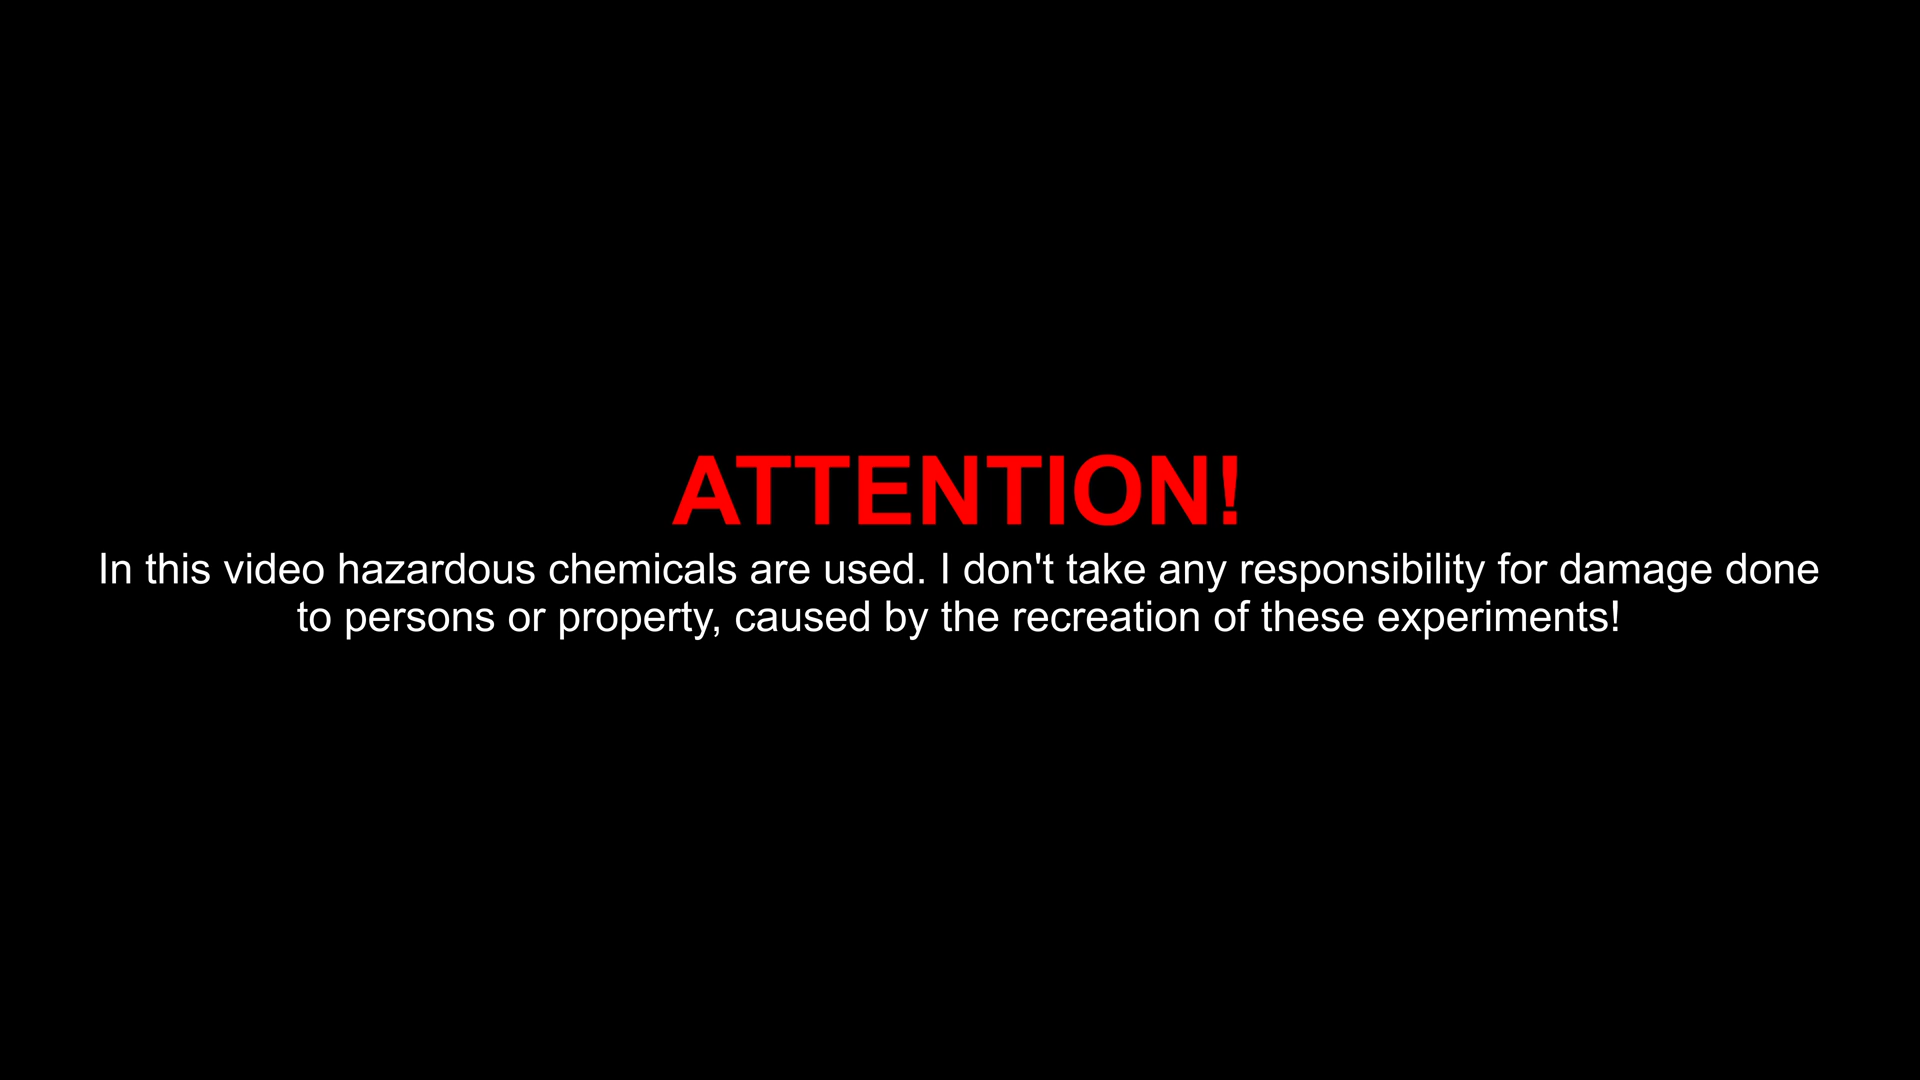 ATTENTION!
In this video hazardous chemicals are used. I don't take any responsibility for damage done
to persons or property, caused by the recreation of these experiments!